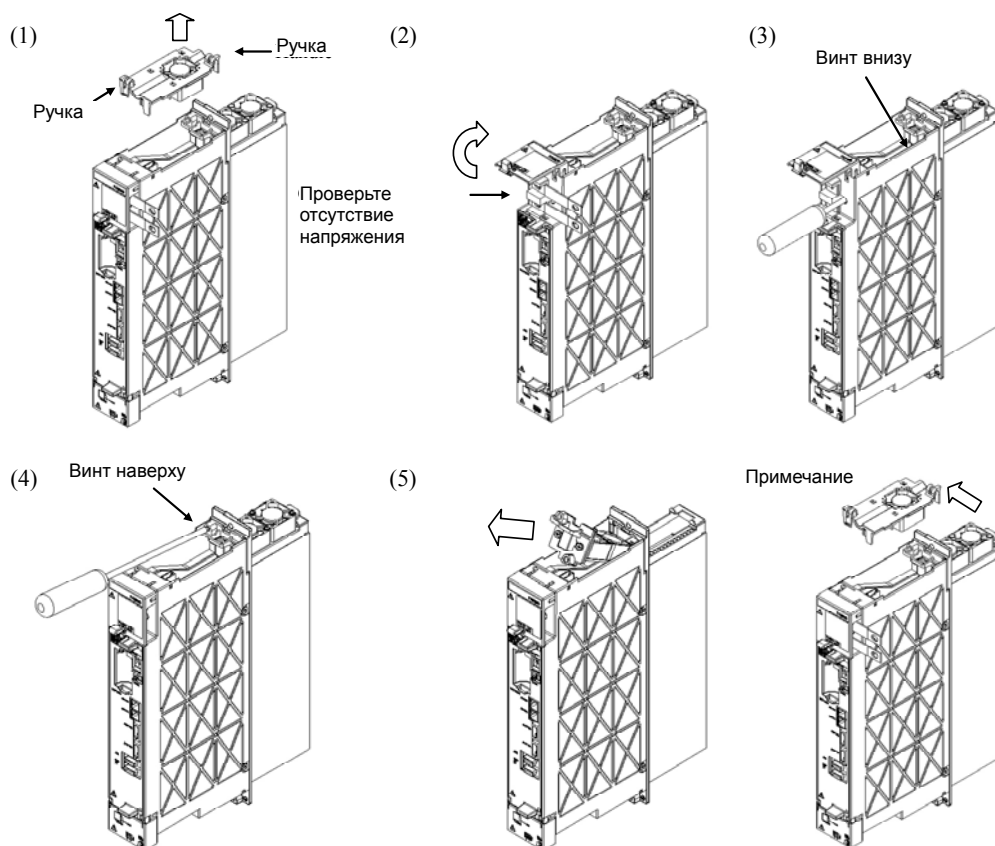 (1)
Ручка
Ручка
(2)
Проверьте
отсутствие
напряжения
(3)
Винт внизу
(4)
Винт наверху
(5)
Примечание